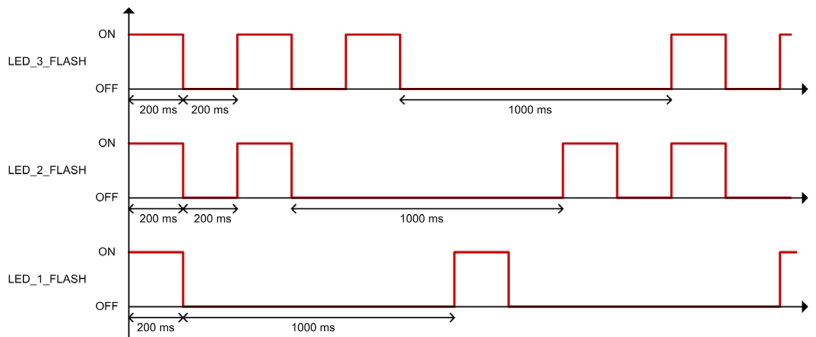 ON
LED_3_FLASH
OFF
200 ms 200 ms 1000 ms
ON
LED_2_FLASH
OFF
200 ms 200 ms 1000 ms
ON
LED_1_FLASH
OFF
200 ms 1000 ms